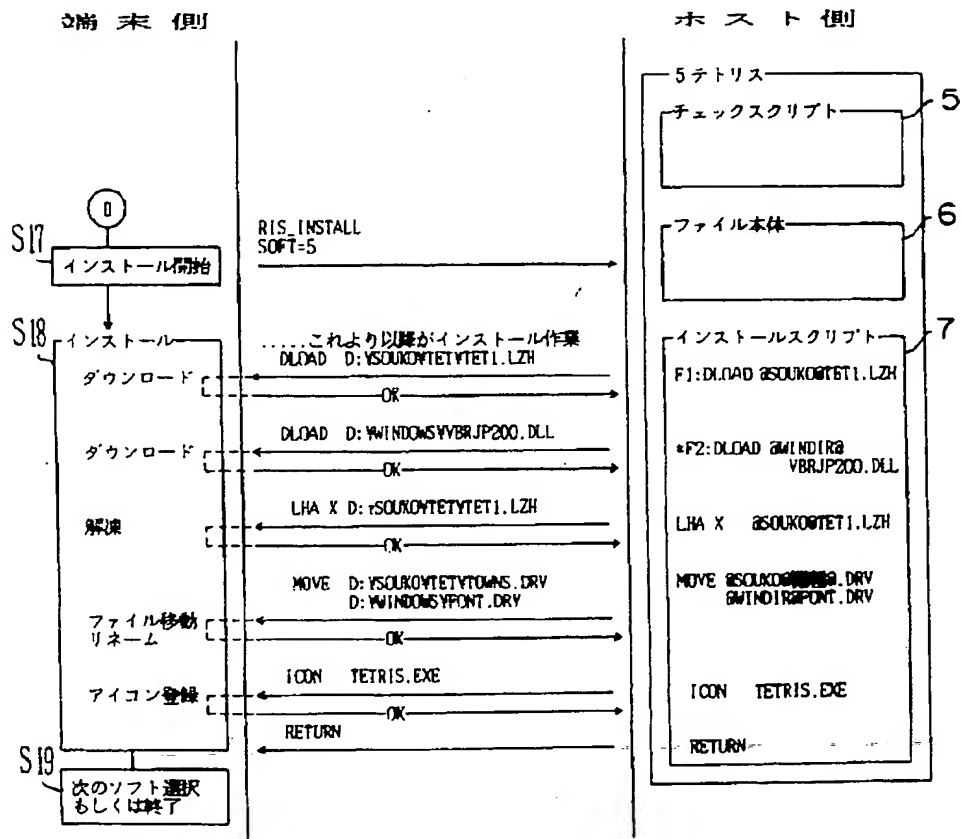 端末側
ホスト側
5テトリス
チェックスクリプト
5
ファイル本体
6
S17
インストール開始
RIS_INSTALL
SOFT=5
S18
インストール
.....これより以降がインストール作業
インストールスクリプト
7
ダウンロード
DLOAD D:¥SOUKO¥TET¥TET1.LZH
OK
F1:DLOAD @SOUKO@TET1.LZH
ダウンロード
DLOAD D:¥WINDOWS¥VBRJP200.DLL
OK
*F2:DLOAD @WINDIR@
VBRJP200.DLL
解凍
LHA X D:¥SOUKO¥TET¥TET1.LZH
OK
LHA X @SOUKO@TET1.LZH
ファイル移動
リネーム
MOVE D:¥SOUKO¥TET¥TOWNS.DRV
D:¥WINDOWS¥FONT.DRV
OK
MOVE @SOUKO@ .DRV
@WINDIR@FONT.DRV
アイコン登録
ICON TETRIS.EXE
OK
ICON TETRIS.EXE
RETURN
RETURN
S19
次のソフト選択
もしくは終了